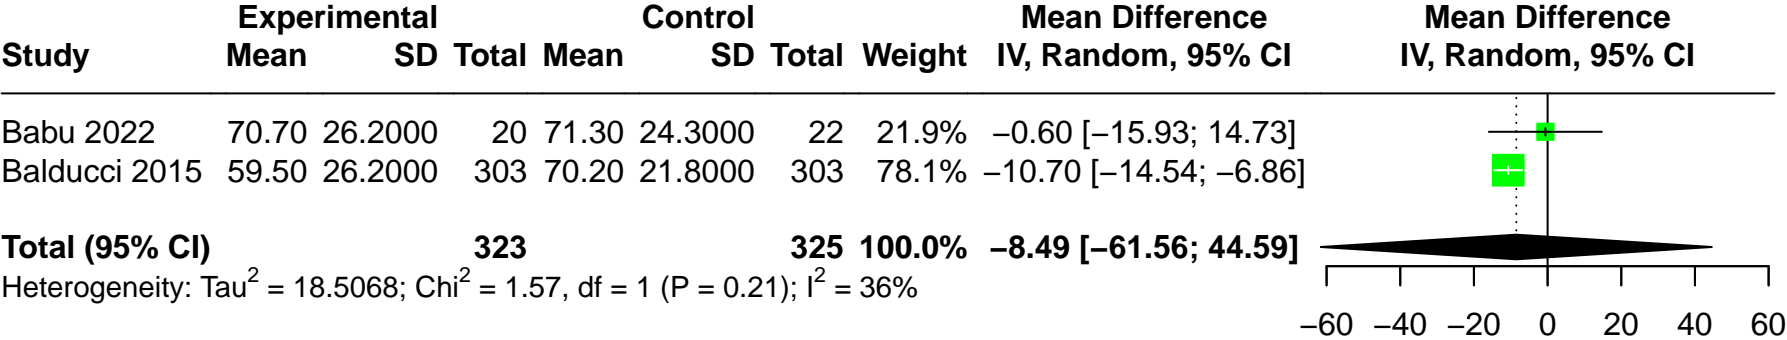 Experimental Control Mean Difference Mean Difference
Study Mean SD Total Mean SD Total Weight IV, Random, 95% CI IV, Random, 95% CI
Babu 2022 70.70 26.2000 20 71.30 24.3000 22 21.9% −0.60 [−15.93; 14.73]
Balducci 2015 59.50 26.2000 303 70.20 21.8000 303 78.1% −10.70 [−14.54; −6.86]
Total (95% CI) 323 325 100.0% −8.49 [−61.56; 44.59]
Heterogeneity: Tau² = 18.5068; Chi² = 1.57, df = 1 (P = 0.21); I² = 36%
−60 −40 −20 0 20 40 60